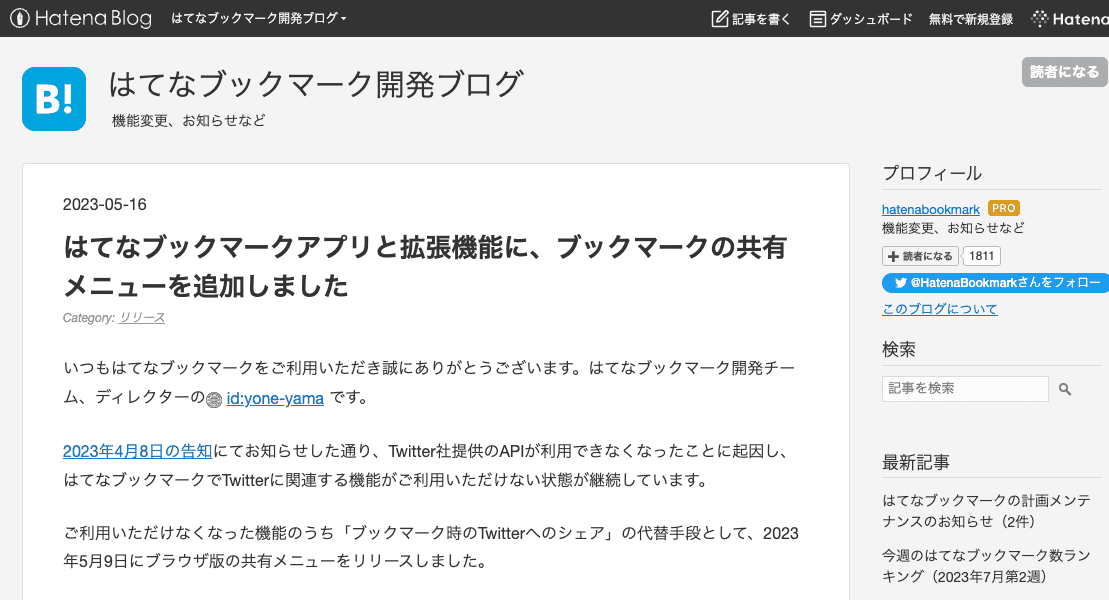 Hatena Blog
はてなブックマーク開発ブログ
記事を書く
ダッシュボード
無料で新規登録
Hatena
B!
はてなブックマーク開発ブログ
機能変更、お知らせなど
読者になる
2023-05-16
はてなブックマークアプリと拡張機能に、ブックマークの共有
メニューを追加しました
Category: リリース
いつもはてなブックマークをご利用いただき誠にありがとうございます。はてなブックマーク開発チー
ム、ディレクターの id:yone-yama です。
2023年4月8日の告知にてお知らせした通り、Twitter社提供のAPIが利用できなくなったことに起因し、
はてなブックマークでTwitterに関連する機能がご利用いただけない状態が継続しています。
ご利用いただけなくなった機能のうち「ブックマーク時のTwitterへのシェア」の代替手段として、2023
年5月9日にブラウザ版の共有メニューをリリースしました。
プロフィール
hatenabookmark PRO
機能変更、お知らせなど
読者になる 1811
@HatenaBookmarkさんをフォロー
このブログについて
検索
記事を検索
最新記事
はてなブックマークの計画メンテ
ナンスのお知らせ（2件）
今週のはてなブックマーク数ラン
キング（2023年7月第2週）